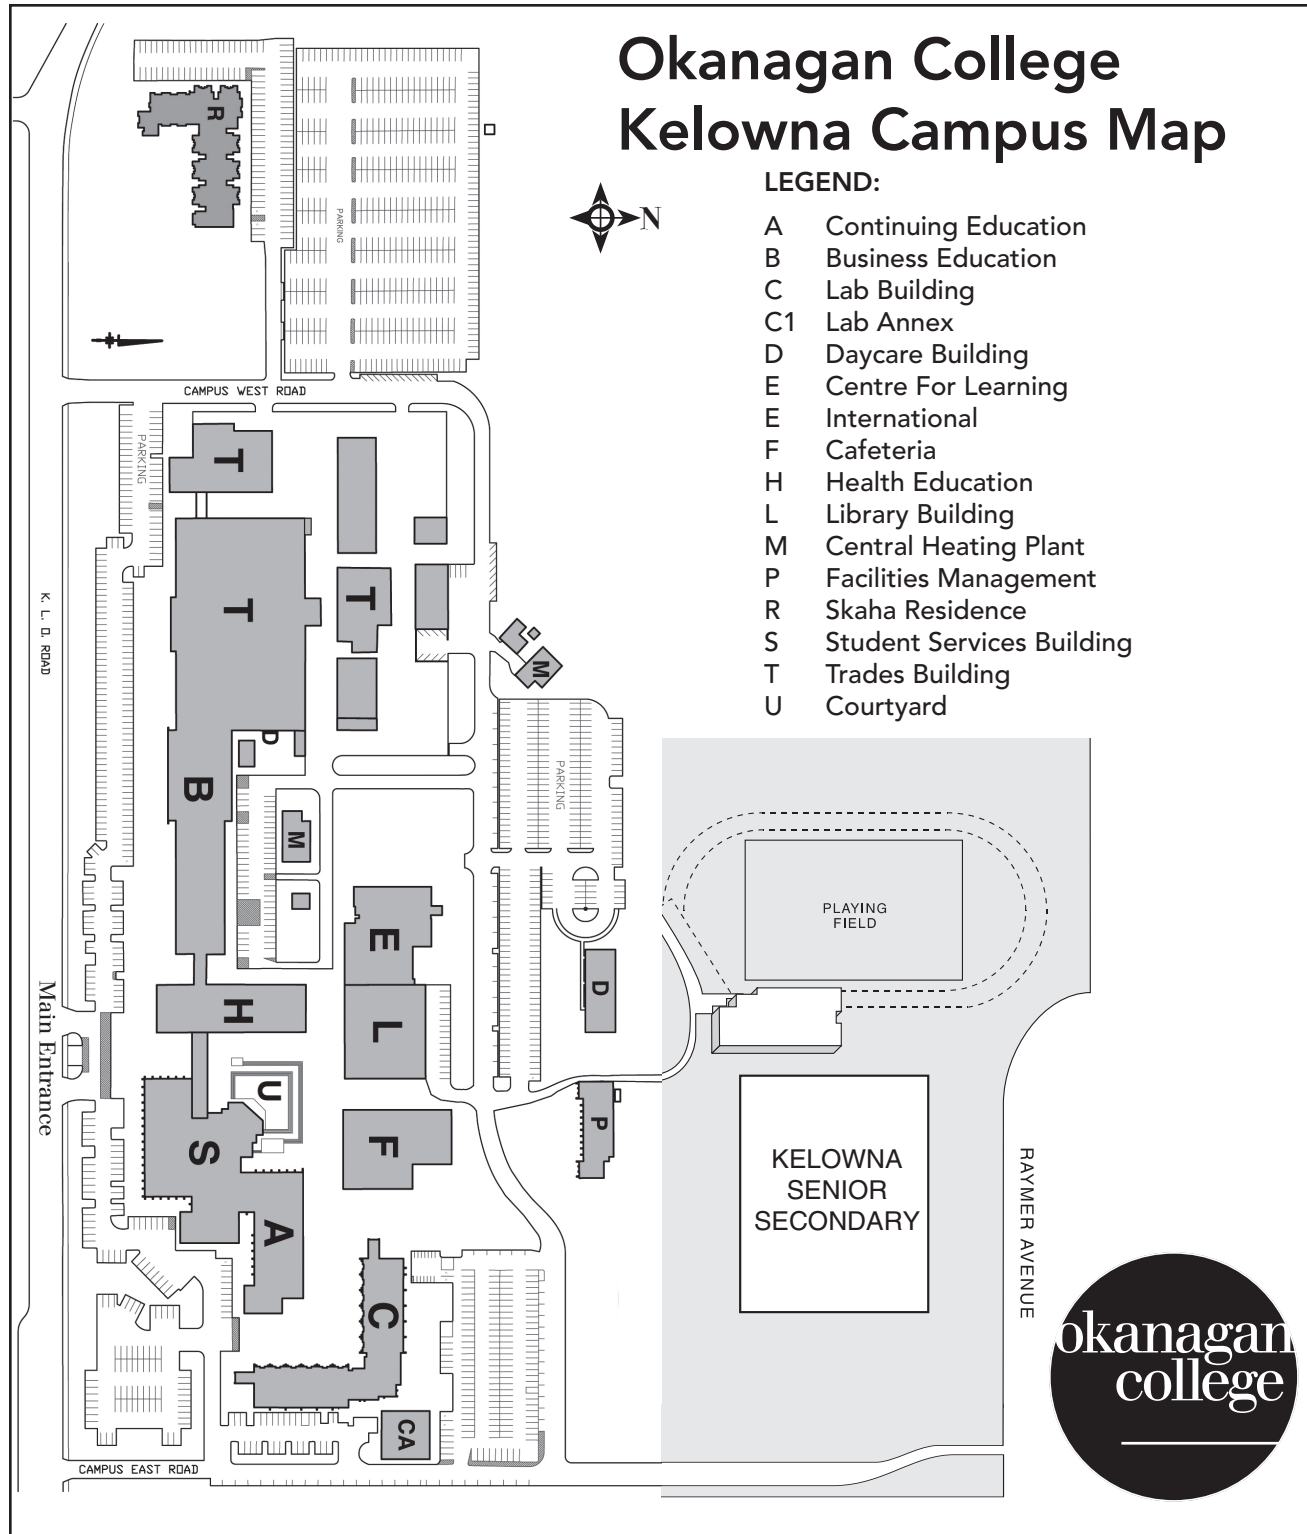 Okanagan College
Kelowna Campus Map
LEGEND:
A Continuing Education
B Business Education
C Lab Building
C1 Lab Annex
D Daycare Building
E Centre For Learning
E International
F Cafeteria
H Health Education
L Library Building
M Central Heating Plant
P Facilities Management
R Skaha Residence
S Student Services Building
T Trades Building
U Courtyard
N
R
PARKING
CAMPUS WEST ROAD
PARKING
T
T
T
K. L. O. ROAD
M
D
B
M
PARKING
E
D
PLAYING
FIELD
H
L
Main Entrance
U
S
F
P
A
C
CA
KELOWNA
SENIOR
SECONDARY
RAYMER AVENUE
CAMPUS EAST ROAD
okanagan
college